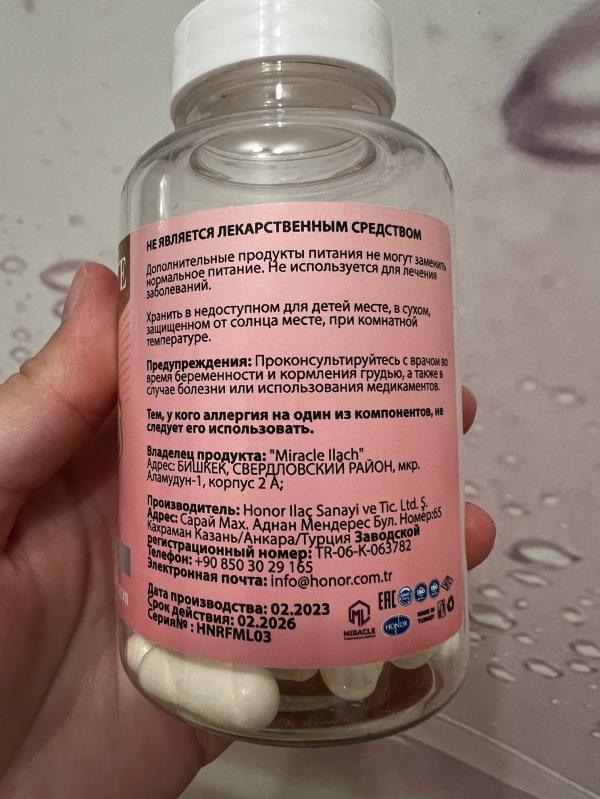 НЕ ЯВЛЯЕТСЯ ЛЕКАРСТВЕННЫМ СРЕДСТВОМ
Дополнительные продукты питания не могут заменить
нормальное питание. Не используется для лечения
заболеваний.
Хранить в недоступном для детей месте, в сухом,
защищенном от солнца месте, при комнатной
температуре.
Предупреждения: Проконсультируйтесь с врачом во
время беременности и кормления грудью, а также в
случае болезни или использования медикаментов.
Тем, у кого аллергия на один из компонентов, не
следует его использовать.
Владелец продукта: "Miracle Ilach"
Адрес: БИШКЕК, СВЕРДЛОВСКИЙ РАЙОН, мкр.
Аламудун-1, корпус 2 А;
Производитель: Honor Ilaç Sanayi ve Tic. Ltd. Ş.
Адрес: Сарай Мах. Аднан Мендерес Бул. Номер:65
Кахраман Казань/Анкара/Турция Заводской
регистрационный номер: TR-06-K-063782
Телефон: +90 850 30 29 165
Электронная почта: info@honor.com.tr
Дата производства: 02.2023
Срок действия: 02.2026
Серия№ : HNRFML03
MIRACLE
EAC
HONOR
MADE IN
TURKEY